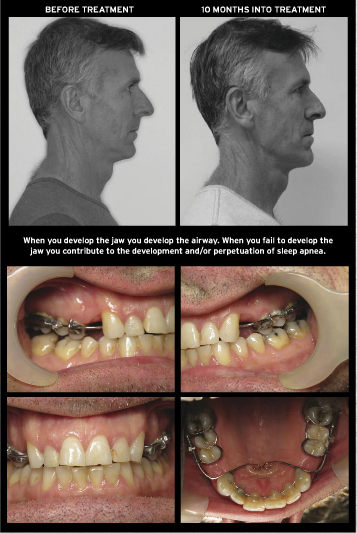 BEFORE TREATMENT
10 MONTHS INTO TREATMENT
When you develop the jaw you develop the airway. When you fail to develop the
jaw you contribute to the development and/or perpetuation of sleep apnea.